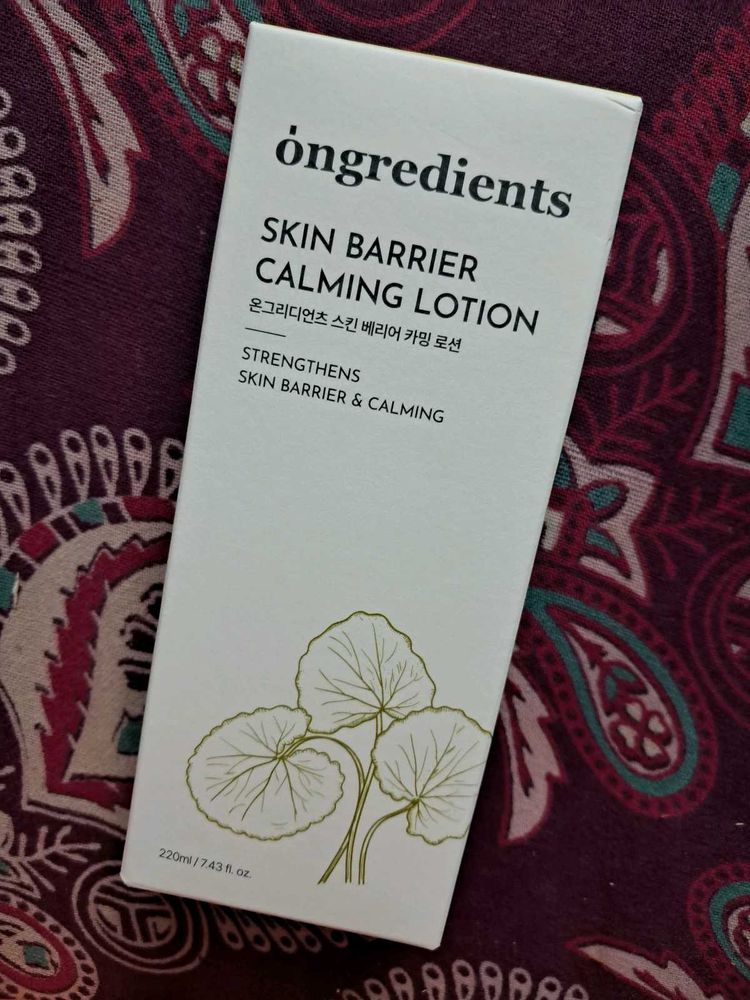 ongredients
SKIN BARRIER
CALMING LOTION
온그리디언츠 스킨 베리어 카밍 로션
STRENGTHENS
SKIN BARRIER & CALMING
220ml / 7.43 fl. oz.